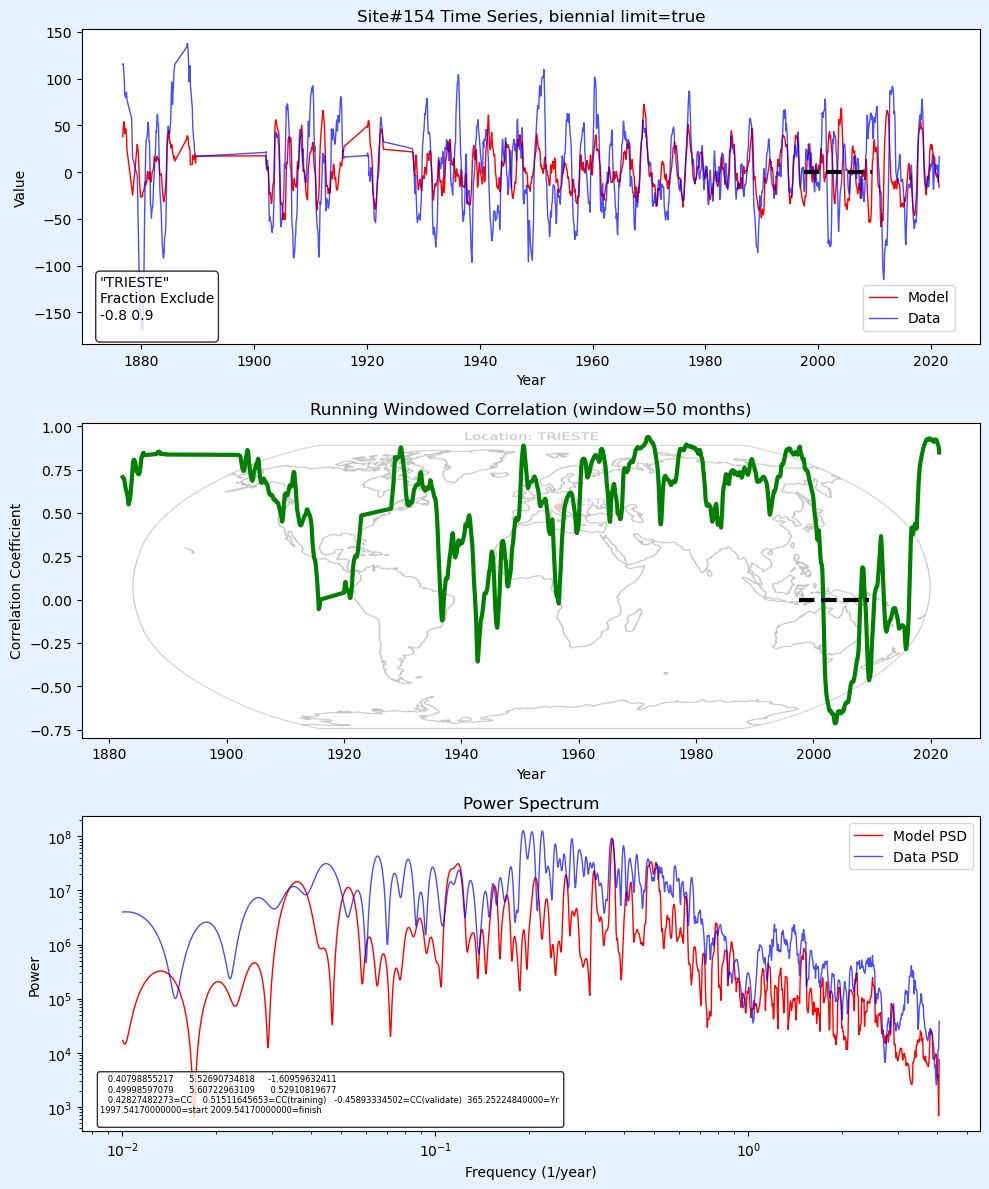 Site#154 Time Series, biennial limit=true
Value
150
100
50
0
−50
−100
−150
"TRIESTE"
Fraction Exclude
-0.8 0.9
Model
Data
1880 1900 1920 1940 1960 1980 2000 2020
Year
Running Windowed Correlation (window=50 months)
Correlation Coefficient
1.00
0.75
0.50
0.25
0.00
−0.25
−0.50
−0.75
Location: TRIESTE
1880 1900 1920 1940 1960 1980 2000 2020
Year
Power Spectrum
Power
10⁸
10⁷
10⁶
10⁵
10⁴
10³
Model PSD
Data PSD
0.40798855217 5.52690734818 -1.60959632411
0.49998597079 5.60722963109 0.52910819677
0.42827482273=CC 0.51511645653=CC(training) -0.45893334502=CC(validate) 365.25224840000=Yr
1997.54170000000=start 2009.54170000000=finish
10⁻² 10⁻¹ 10⁰
Frequency (1/year)